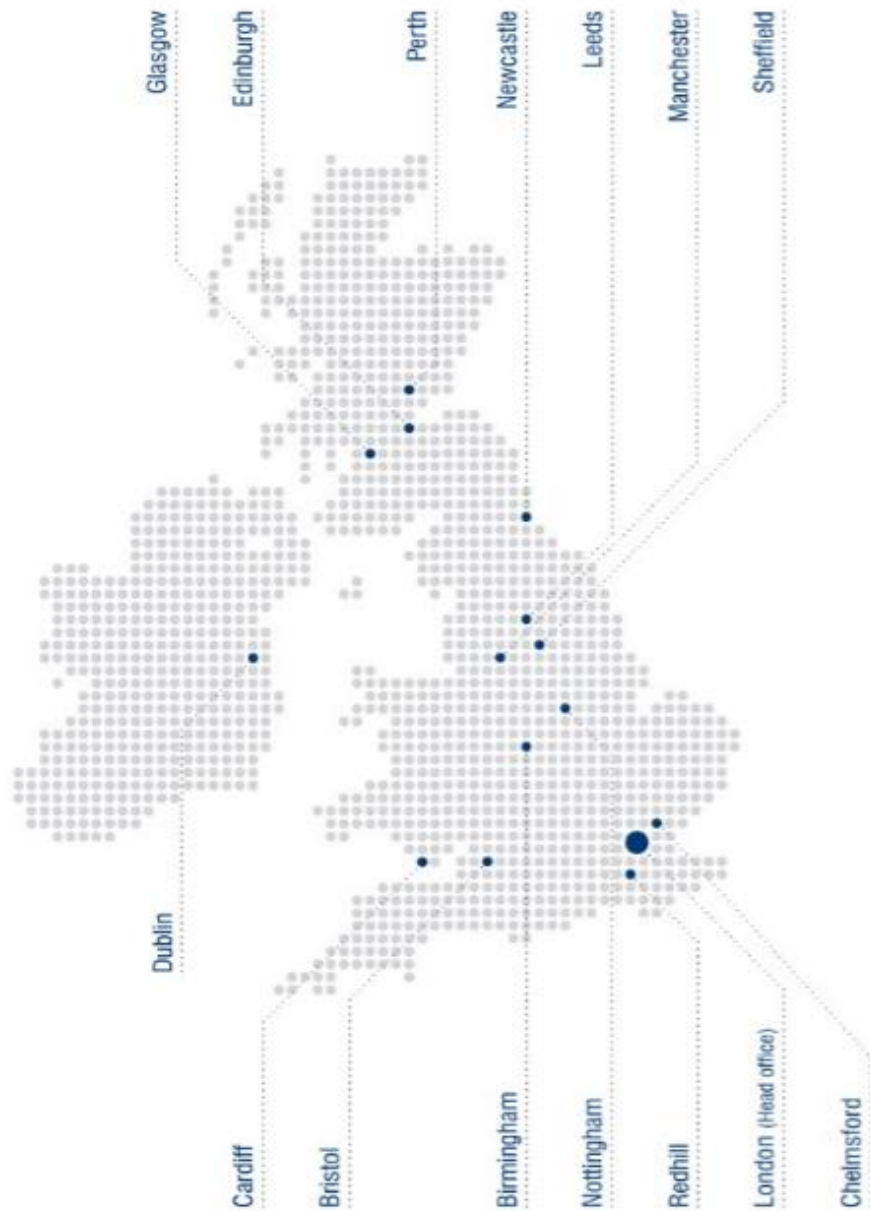 Glasgow
Edinburgh
Perth
Newcastle
Leeds
Manchester
Sheffield
Dublin
Cardiff
Bristol
Birmingham
Nottingham
Redhill
London (Head office)
Chelmsford